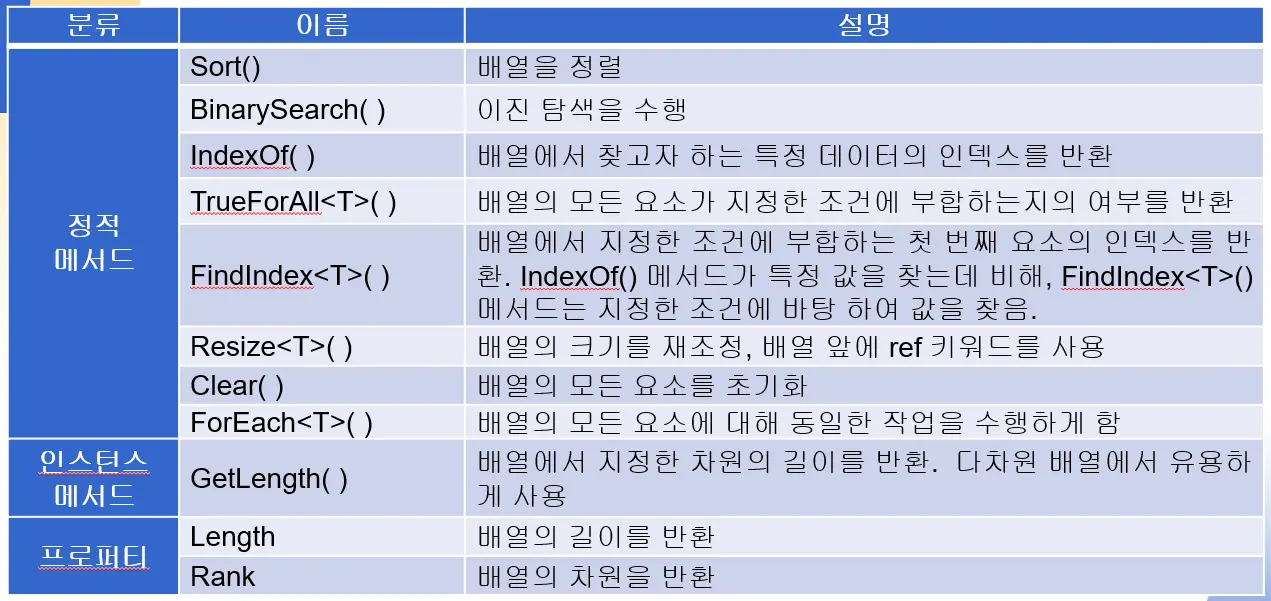 분류 이름 설명
정적
메서드
Sort() 배열을 정렬
BinarySearch( ) 이진 탐색을 수행
IndexOf( ) 배열에서 찾고자 하는 특정 데이터의 인덱스를 반환
TrueForAll<T>( ) 배열의 모든 요소가 지정한 조건에 부합하는지의 여부를 반환
FindIndex<T>( ) 배열에서 지정한 조건에 부합하는 첫 번째 요소의 인덱스를 반
환. IndexOf() 메서드가 특정 값을 찾는데 비해, FindIndex<T>()
메서드는 지정한 조건에 바탕 하여 값을 찾음.
Resize<T>( ) 배열의 크기를 재조정, 배열 앞에 ref 키워드를 사용
Clear( ) 배열의 모든 요소를 초기화
ForEach<T>( ) 배열의 모든 요소에 대해 동일한 작업을 수행하게 함
인스턴스
메서드
GetLength( ) 배열에서 지정한 차원의 길이를 반환. 다차원 배열에서 유용하
게 사용
프로퍼티
Length 배열의 길이를 반환
Rank 배열의 차원을 반환